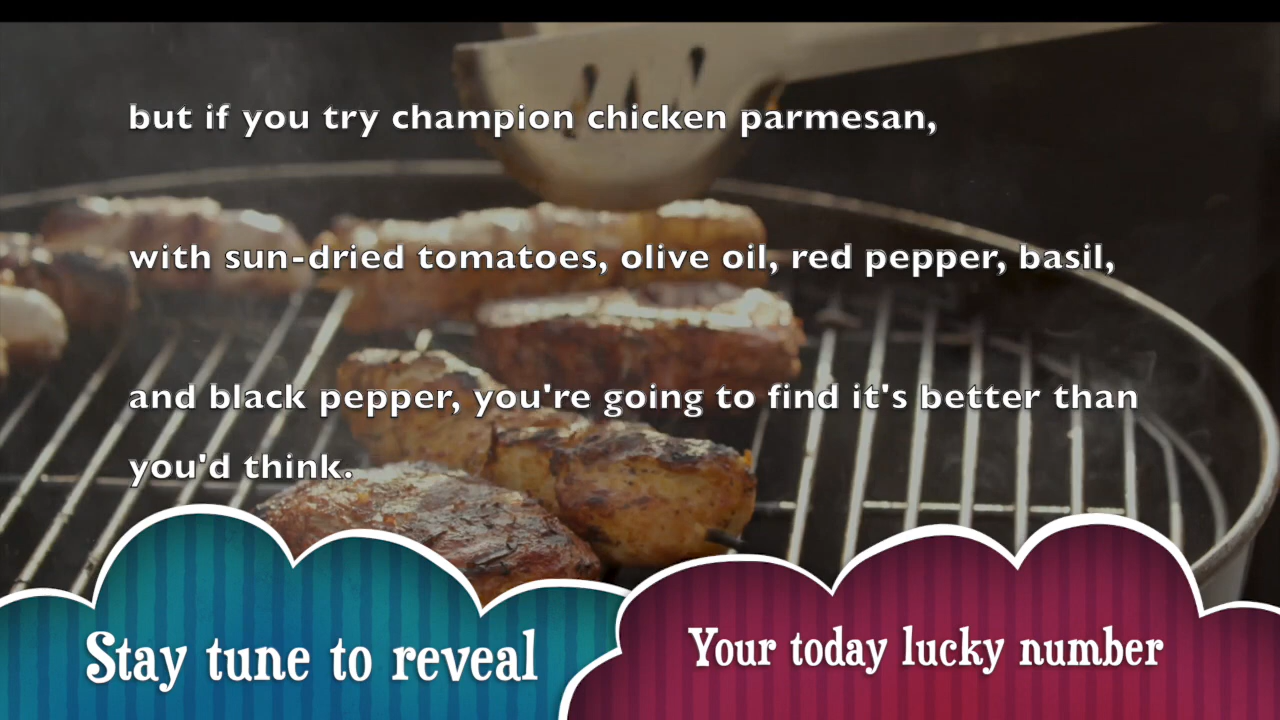 but if you try champion chicken parmesan,
with sun-dried tomatoes, olive oil, red pepper, basil,
and black pepper, you're going to find it's better than
you'd think.
Stay tune to reveal
Your today lucky number